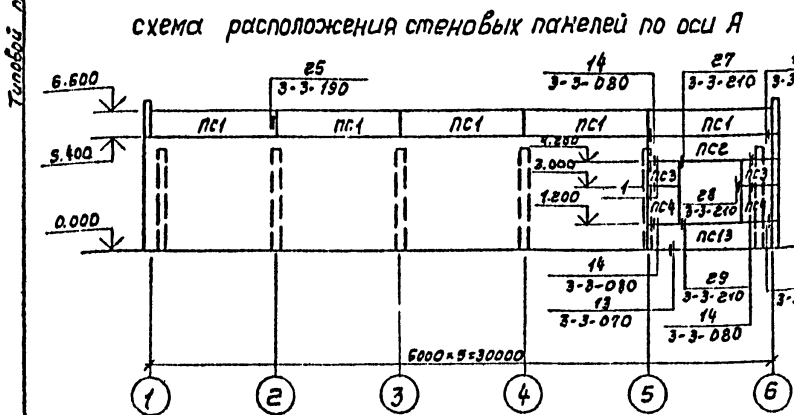 Типовой п
схема расположения стеновых панелей по оси А
6.600
5.400
0.000
25
3-3-190
14
3-3-080
27
3-3-210
пс1
пс1
пс1
пс1
пс1
пс2
4.200
3.000
1.200
1
пс3
пс3
пс4
28
3-3-210
пс4
пс13
14
3-3-080
13
3-3-070
29
3-3-210
14
3-3-080
6000×5=30000
1
2
3
4
5
6